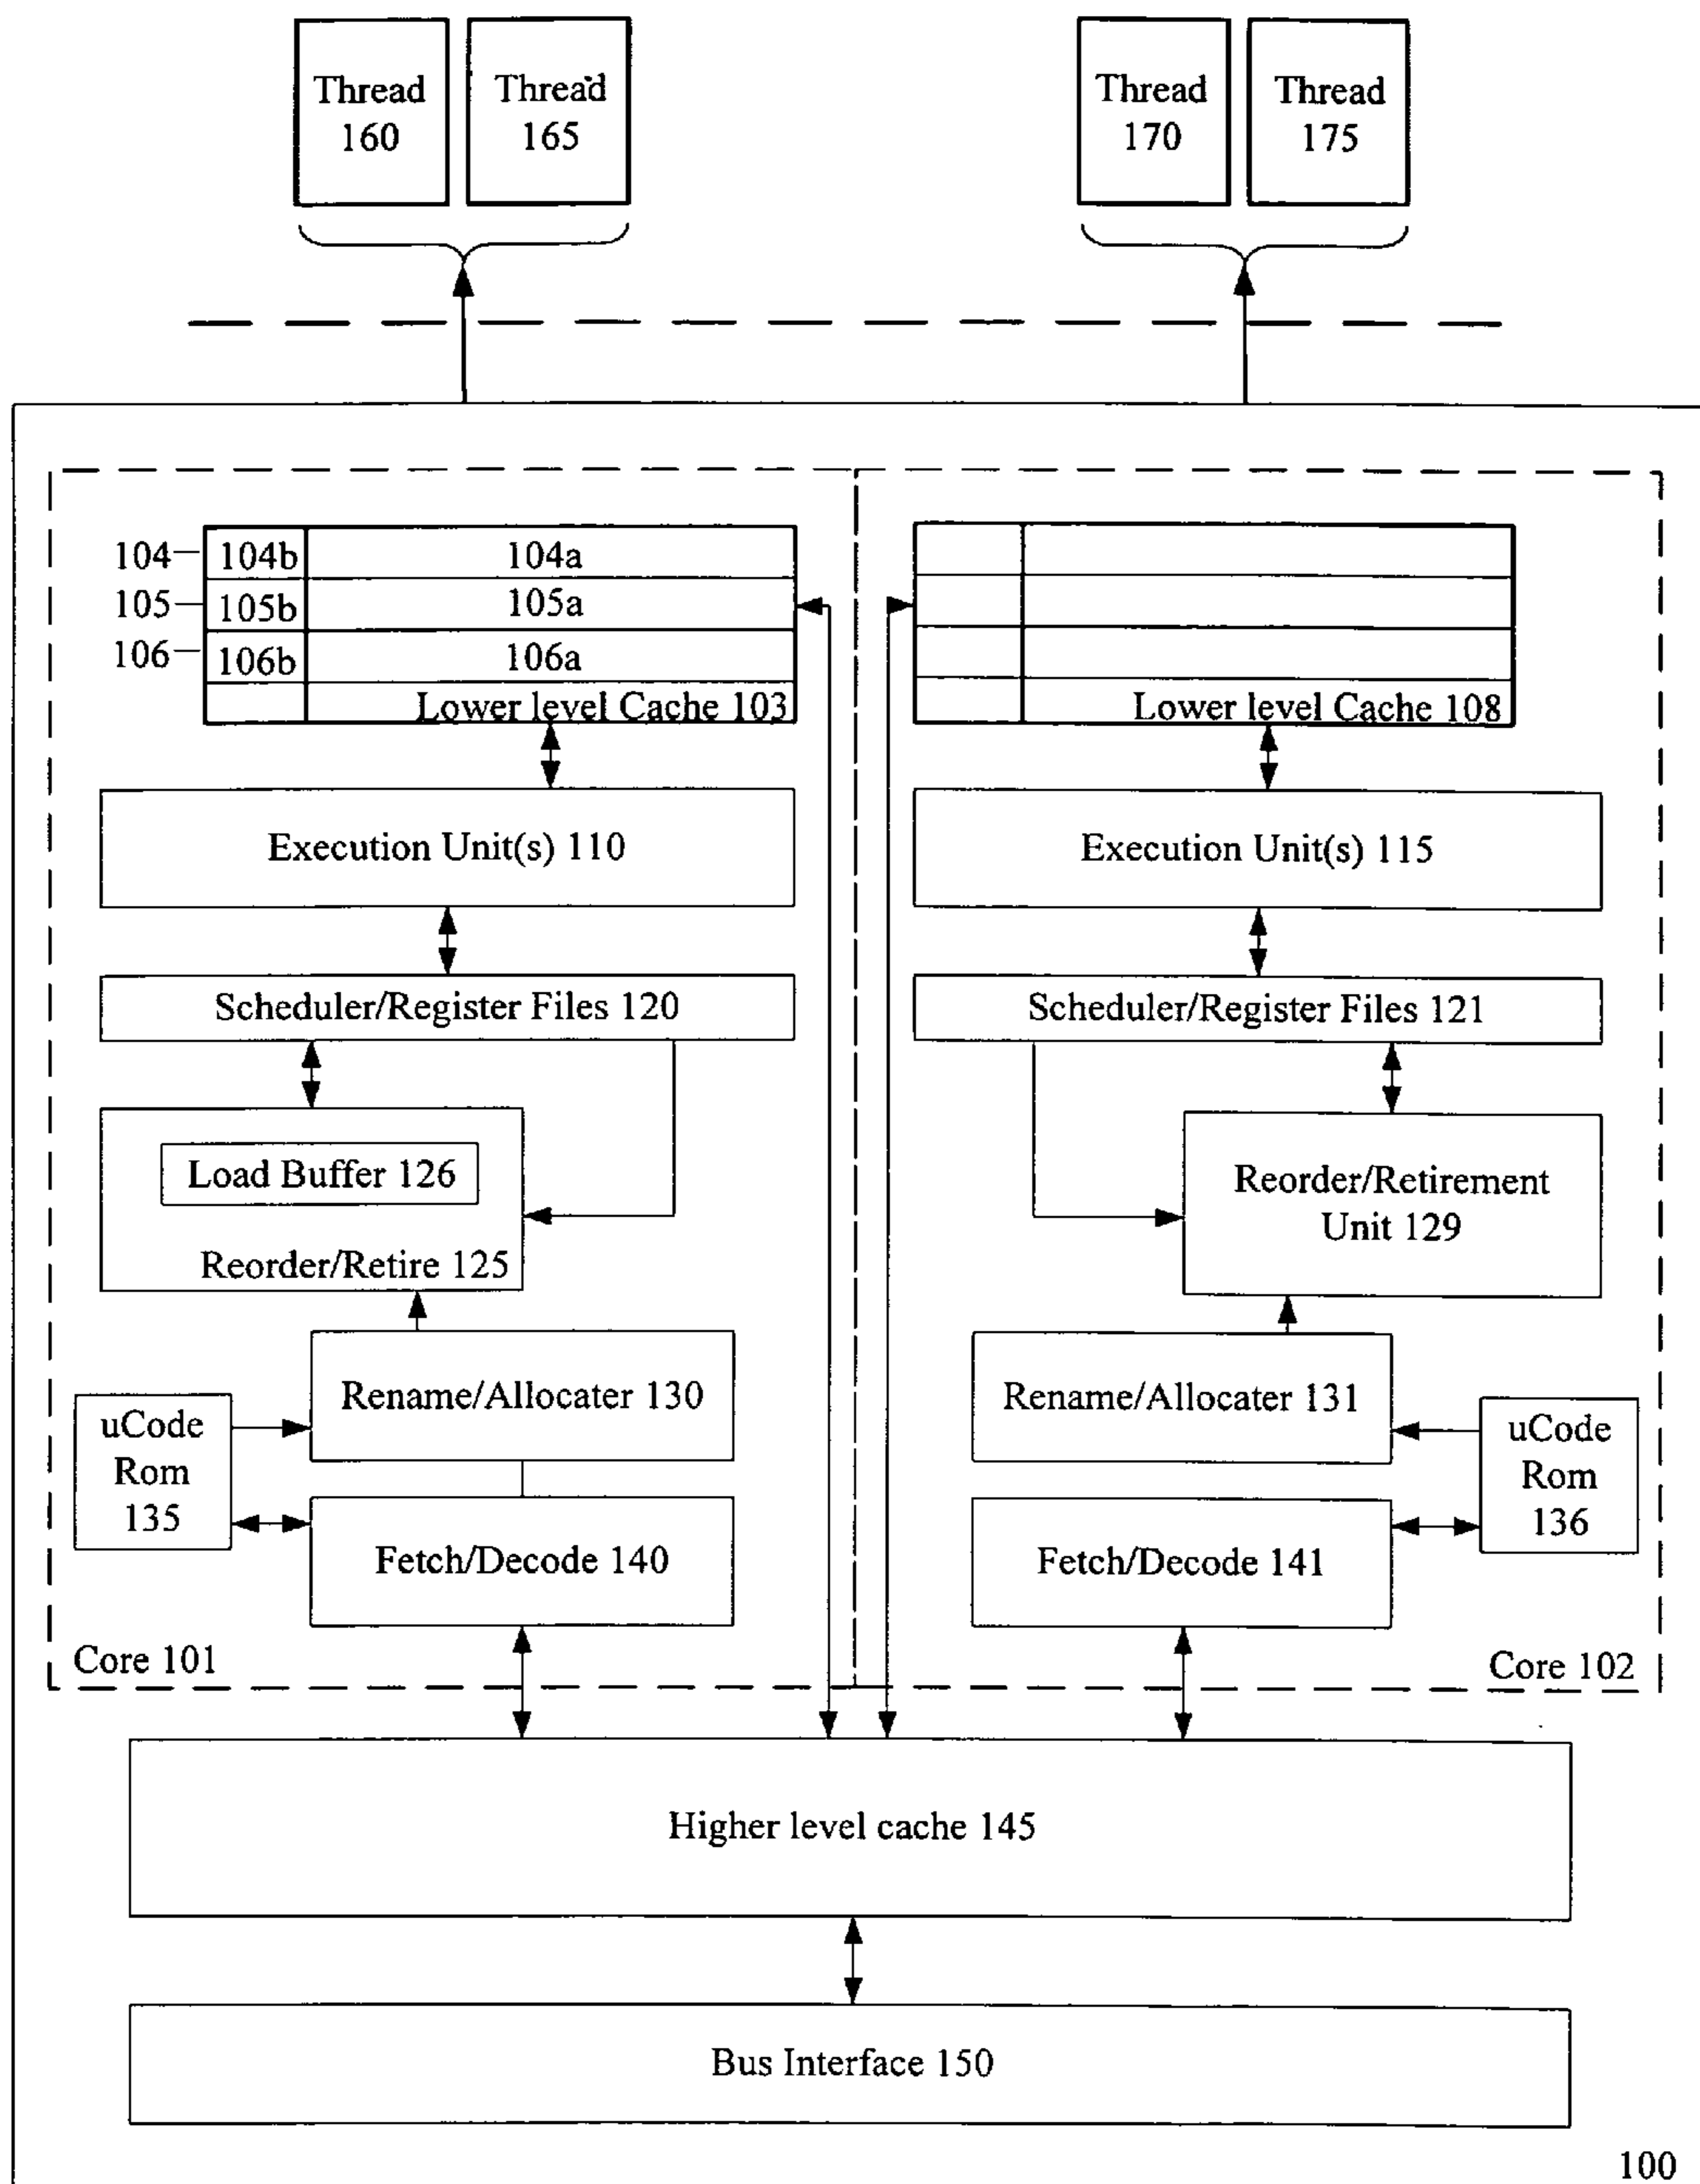 Thread
160
Thread
165
Thread
170
Thread
175
104
104b
104a
105
105b
105a
106
106b
106a
Lower level Cache 103
Lower level Cache 108
Execution Unit(s) 110
Execution Unit(s) 115
Scheduler/Register Files 120
Scheduler/Register Files 121
Load Buffer 126
Reorder/Retire 125
Reorder/Retirement
Unit 129
Rename/Allocater 130
Rename/Allocater 131
uCode
Rom
135
uCode
Rom
136
Fetch/Decode 140
Fetch/Decode 141
Core 101
Core 102
Higher level cache 145
Bus Interface 150
100